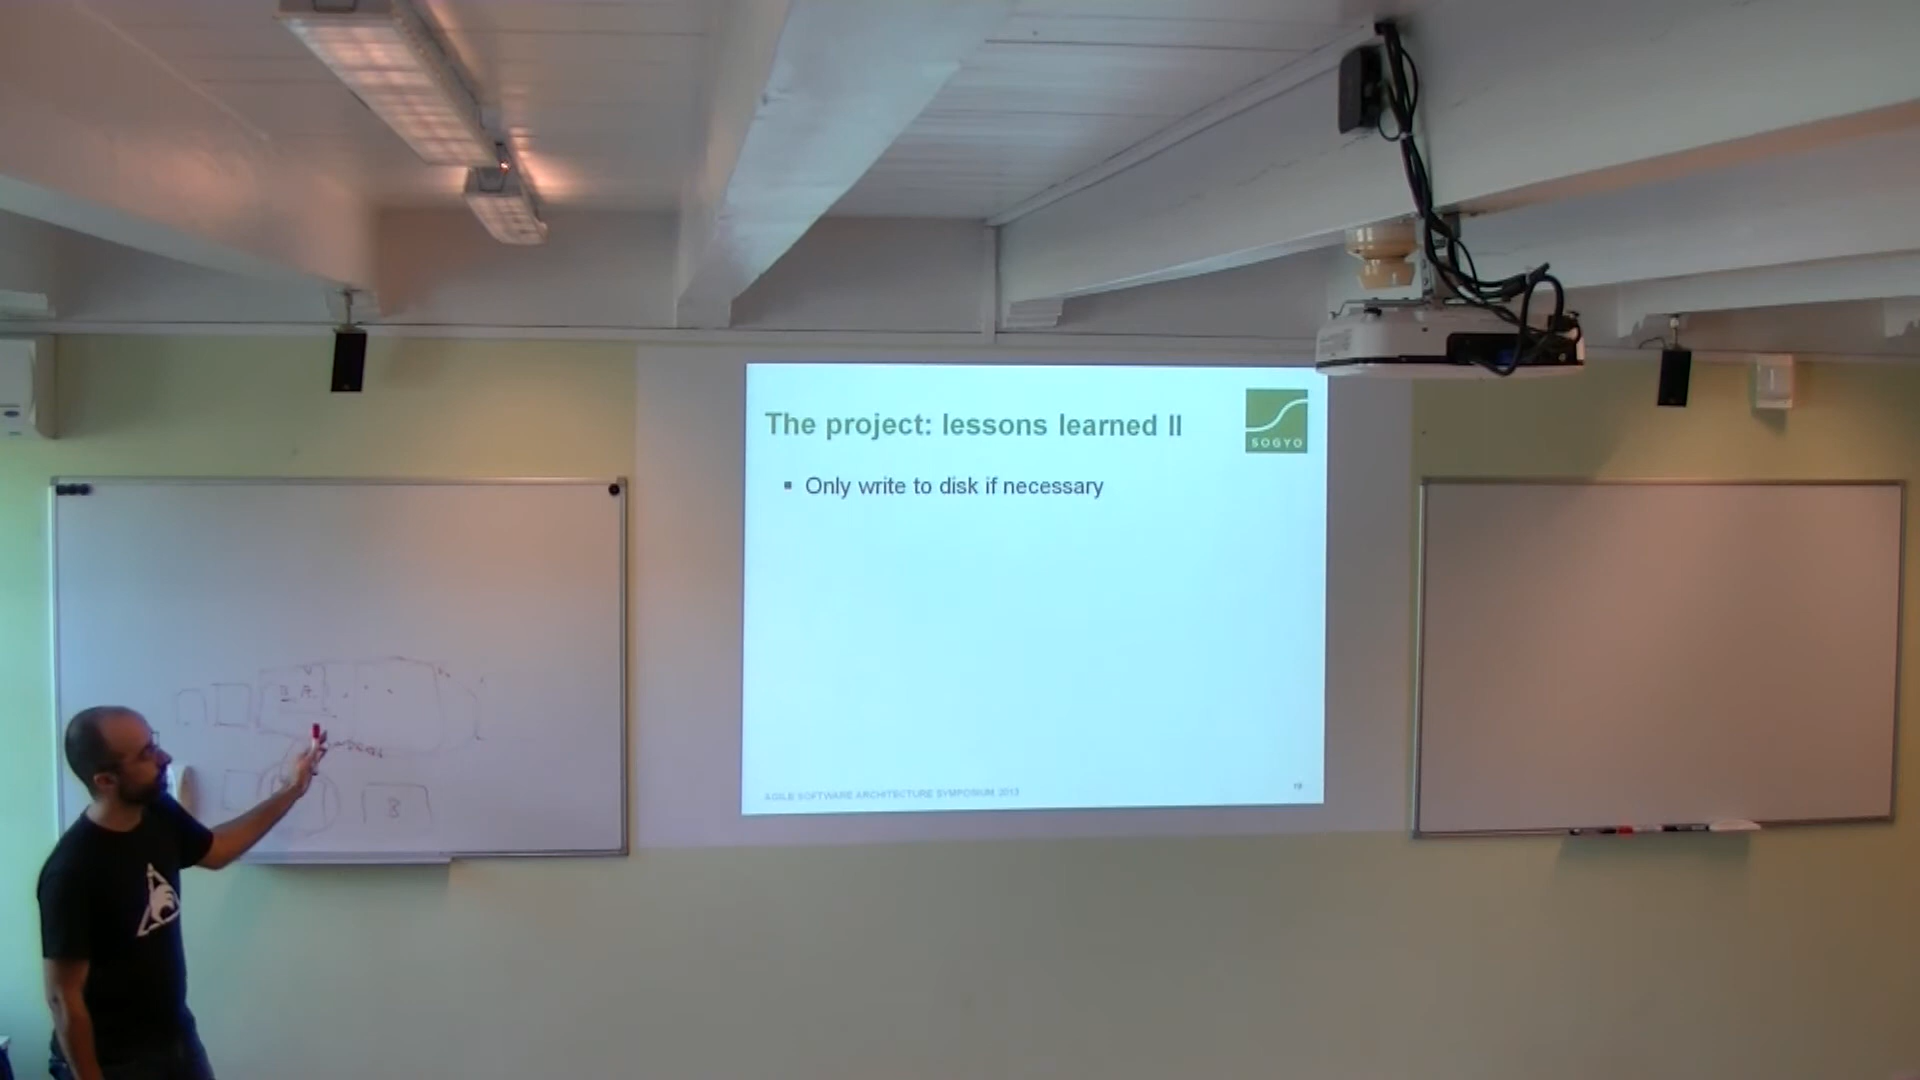 The project: lessons learned II
SOGYO
▪ Only write to disk if necessary
AGILE SOFTWARE ARCHITECTURE SYMPOSIUM, 2013
B